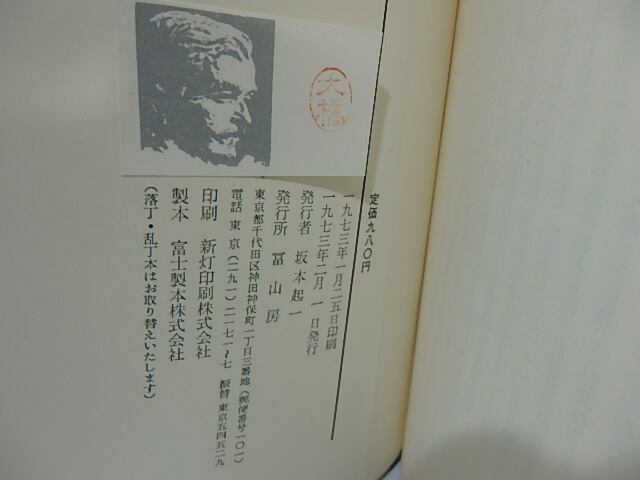 大橋
定価九八〇円
一九七三年一月二五日印刷
一九七三年二月　一日発行
発行者　坂本起一
発行所　冨山房
東京都千代田区神田神保町一丁目三番地（郵便番号一〇一）
電話　東京（二九一）二一七一〜七　振替　東京五四五二九
印刷　新灯印刷株式会社
製本　富士製本株式会社
（落丁・乱丁本はお取り替えいたします）